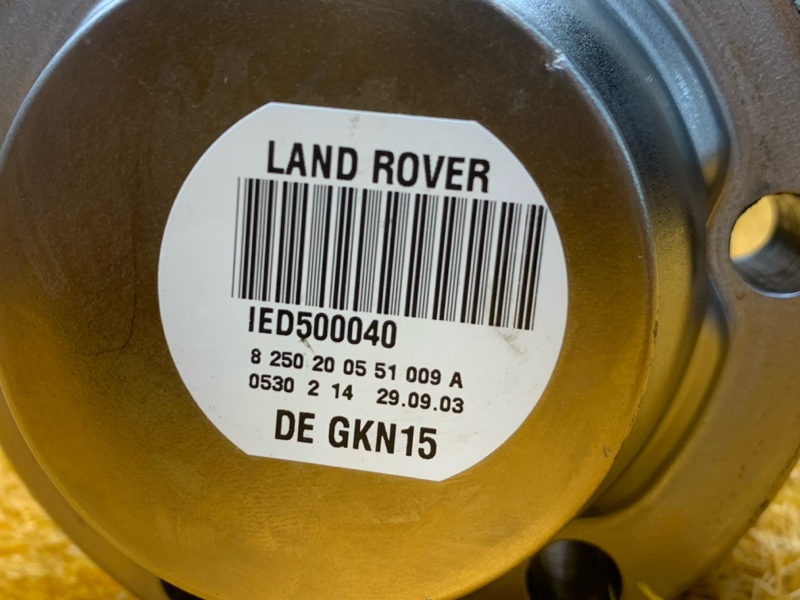 LAND ROVER
IED500040
8 250 20 05 51 009 A
0530 2 14 29.09.03
DE GKN15